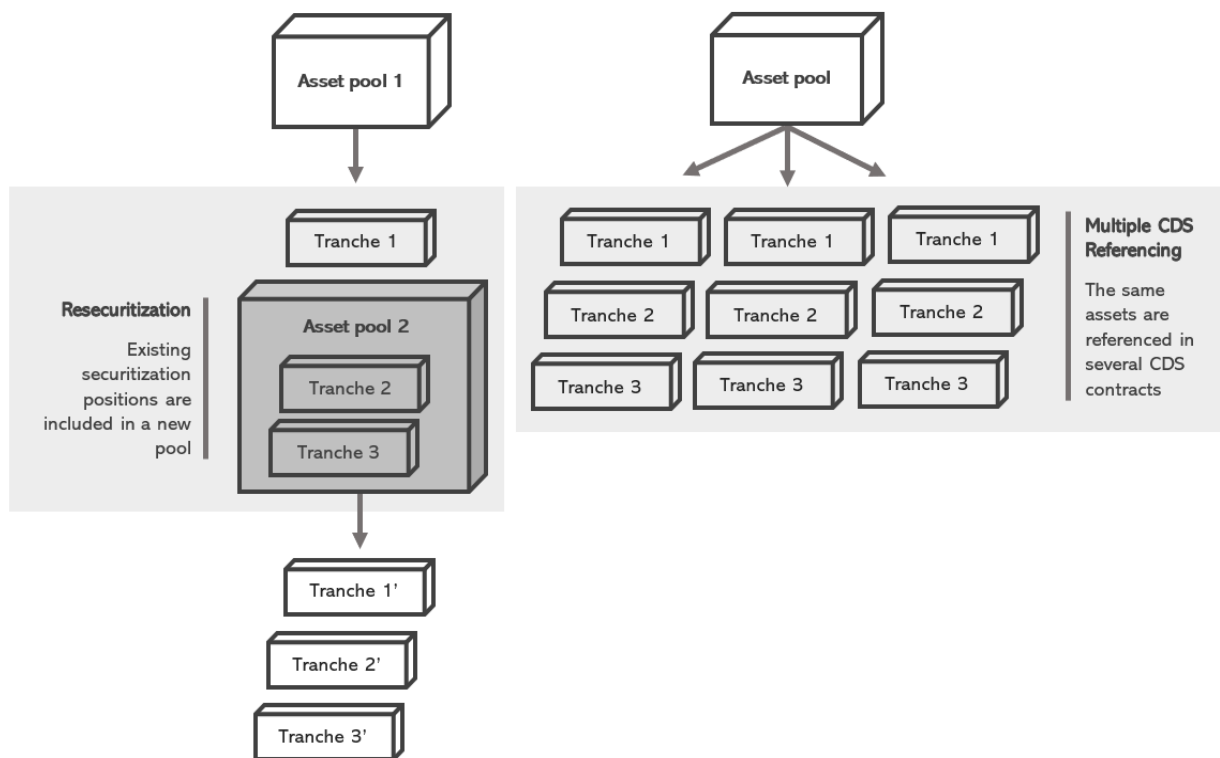 Asset pool 1
Tranche 1
Resecuritization
Existing
securitization
positions are
included in a new
pool
Asset pool 2
Tranche 2
Tranche 3
Tranche 1’
Tranche 2’
Tranche 3’
Asset pool
Tranche 1
Tranche 1
Tranche 1
Tranche 2
Tranche 2
Tranche 2
Tranche 3
Tranche 3
Tranche 3
Multiple CDS
Referencing
The same
assets are
referenced in
several CDS
contracts